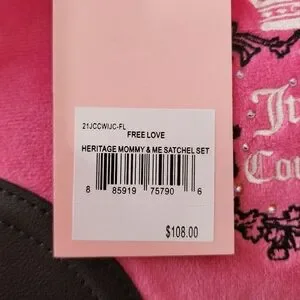 21JCCWIJC-FL
FREE LOVE
HERITAGE MOMMY & ME SATCHEL SET
8 85919 75790 6
$108.00